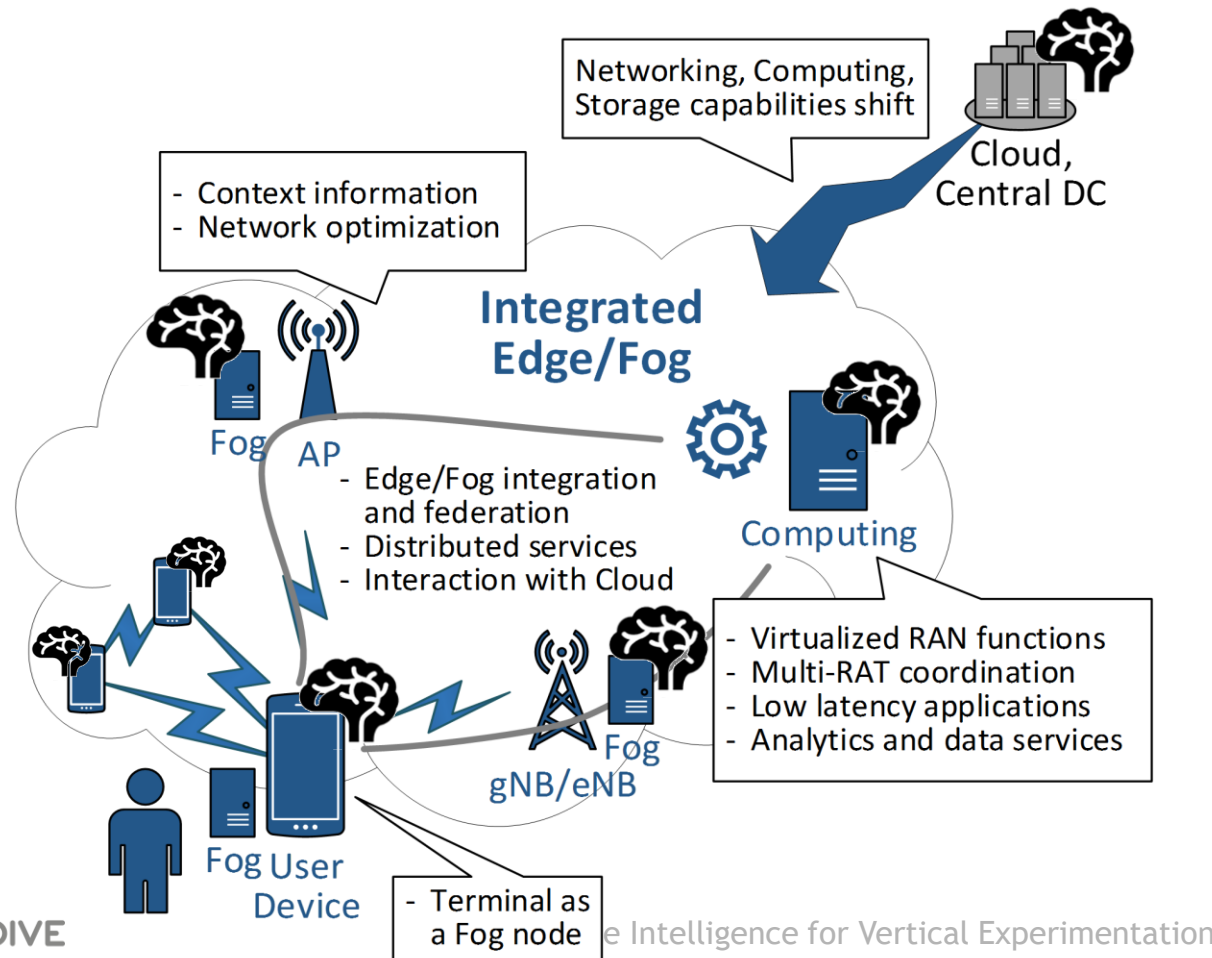 Networking, Computing,
Storage capabilities shift
Cloud,
Central DC
- Context information
- Network optimization
Integrated
Edge/Fog
Fog
AP
- Edge/Fog integration
and federation
- Distributed services
- Interaction with Cloud
Computing
- Virtualized RAN functions
- Multi-RAT coordination
- Low latency applications
- Analytics and data services
Fog
gNB/eNB
Fog
User
Device
- Terminal as
a Fog node
DIVE
e Intelligence for Vertical Experimentation